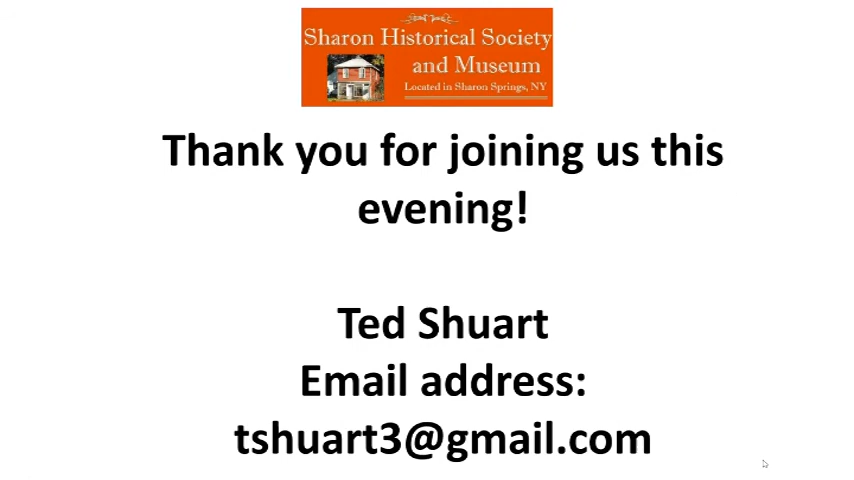 Sharon Historical Society
and Museum
Located in Sharon Springs, NY
Thank you for joining us this
evening!
Ted Shuart
Email address:
tshuart3@gmail.com